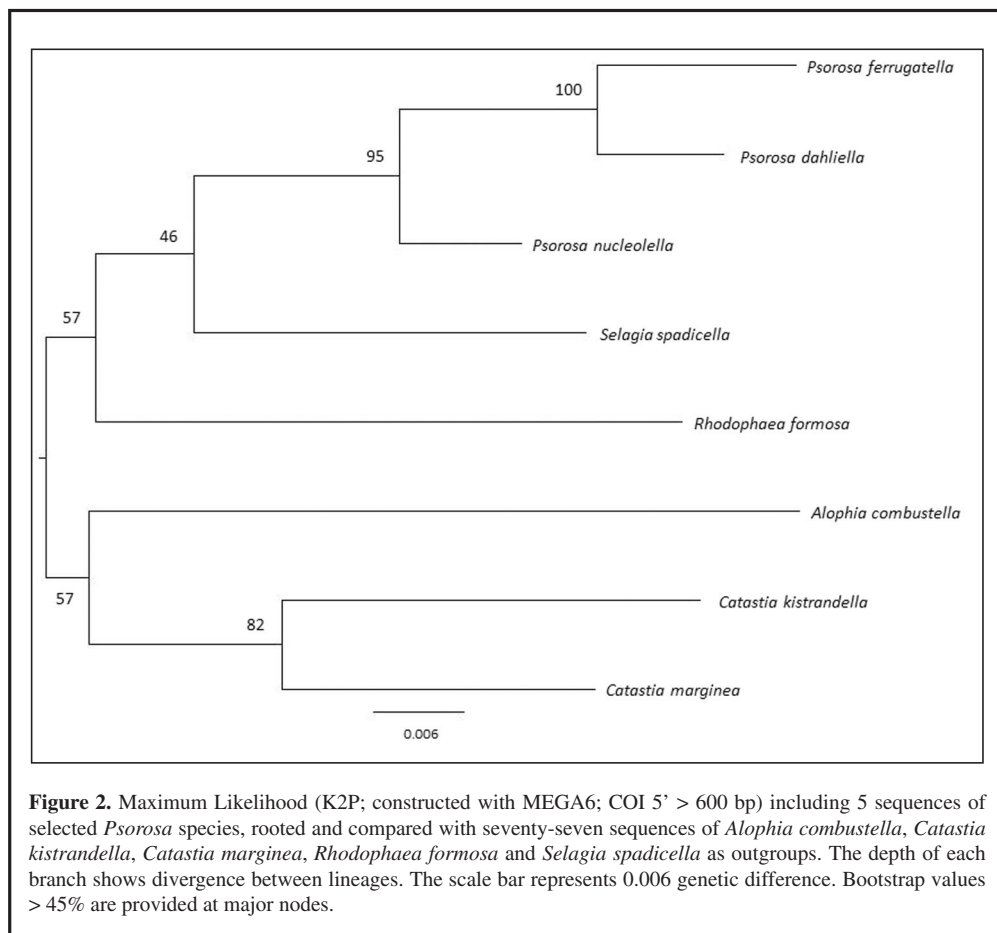 Psorosa ferrugatella
100
Psorosa dahliella
95
Psorosa nucleolella
46
Selagia spadicella
57
Rhodophaea formosa
Alophia combustella
57
Catastia kistrandella
82
Catastia marginea
0.006
Figure 2. Maximum Likelihood (K2P; constructed with MEGA6; COI 5’ > 600 bp) including 5 sequences of
selected Psorosa species, rooted and compared with seventy-seven sequences of Alophia combustella, Catastia
kistrandella, Catastia marginea, Rhodophaea formosa and Selagia spadicella as outgroups. The depth of each
branch shows divergence between lineages. The scale bar represents 0.006 genetic difference. Bootstrap values
> 45% are provided at major nodes.